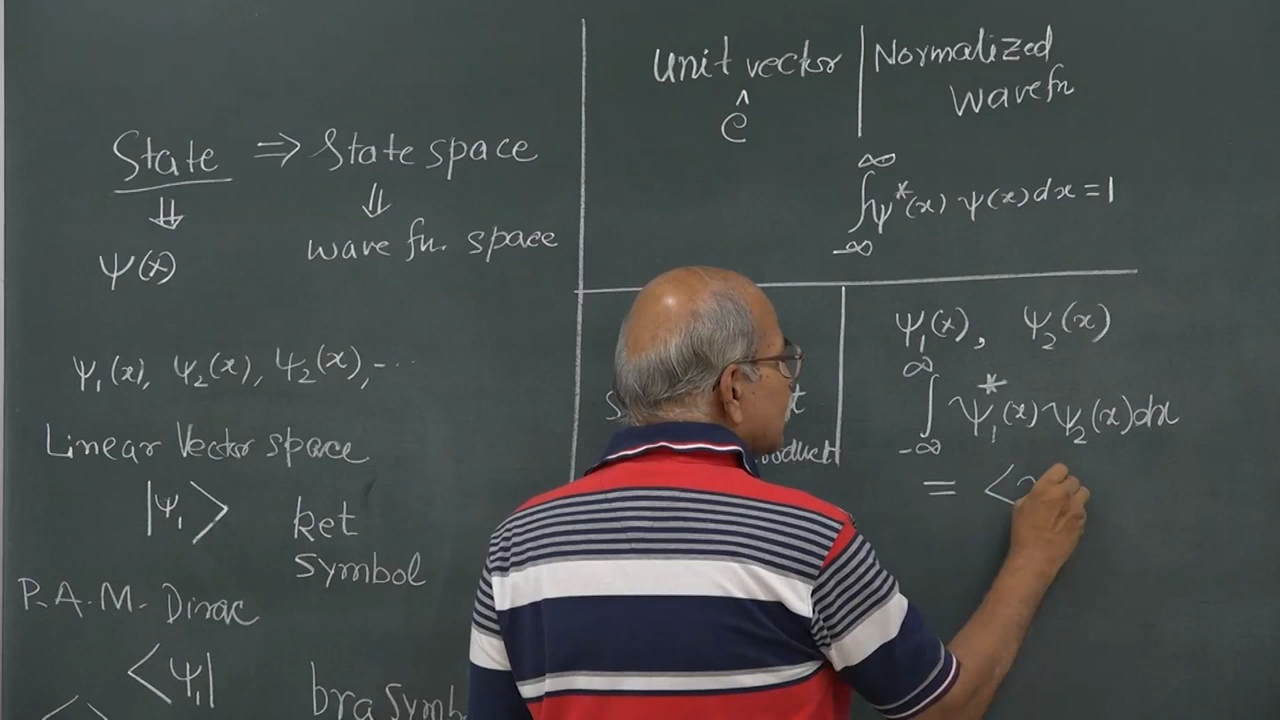 State ⇒ State space
⇓ ⇓
ψ(x) wave fn. space
ψ₁(x), ψ₂(x), ψ₂(x), - ...
Linear Vector space
|ψ₁> ket
symbol
P.A.M. Dirac
<ψ₁|
bra symb
< >
unit vector | Normalized
ê wavefn
∫_{-∞}^{∞} ψ*(x) ψ(x) dx = 1
ψ₁(x), ψ₂(x)
∫_{-∞}^{∞} ψ₁*(x) ψ₂(x) dx
= <